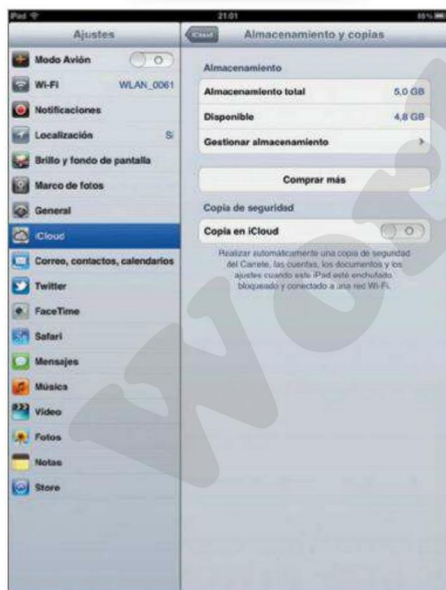 iPad 21:01
Ajustes
Modo Avión
Wi-Fi WLAN_0061
Notificaciones
Localización Sí
Brillo y fondo de pantalla
Marco de fotos
General
iCloud
Correo, contactos, calendarios
Twitter
FaceTime
Safari
Mensajes
Música
Vídeo
Fotos
Notas
Store
iCloud Almacenamiento y copias
Almacenamiento
Almacenamiento total 5,0 GB
Disponible 4,8 GB
Gestionar almacenamiento
Comprar más
Copia de seguridad
Copia en iCloud
Realizar automáticamente una copia de seguridad
del Carrete, las cuentas, los documentos y los
ajustes cuando este iPad esté enchufado,
bloqueado y conectado a una red Wi-Fi.